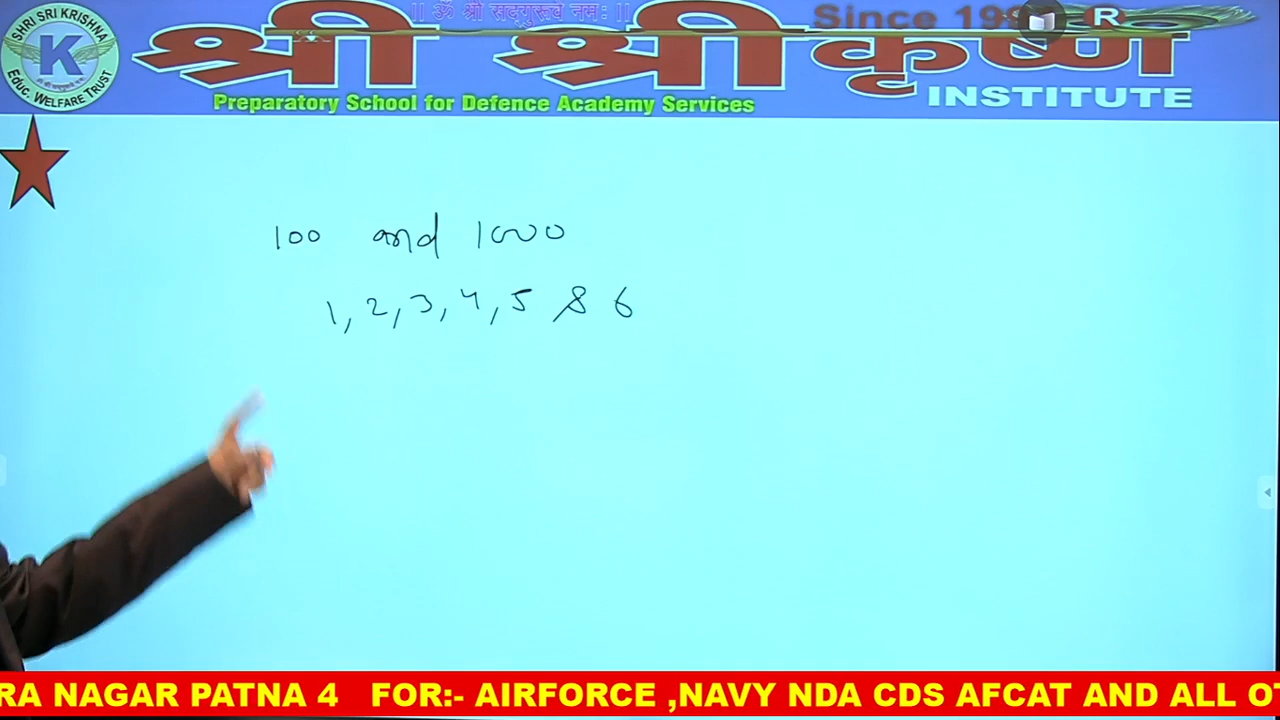 || ॐ श्री सद्गुरूवे नमः ||
SHRI SRI KRISHNA
K
Educ. WELFARE TRUST
श्री श्री कृष्ण
Since
R
INSTITUTE
Preparatory School for Defence Academy Services
100 and 1000
1, 2, 3, 4, 5 & 6
RA NAGAR PATNA 4 FOR:- AIRFORCE ,NAVY NDA CDS AFCAT AND ALL OT